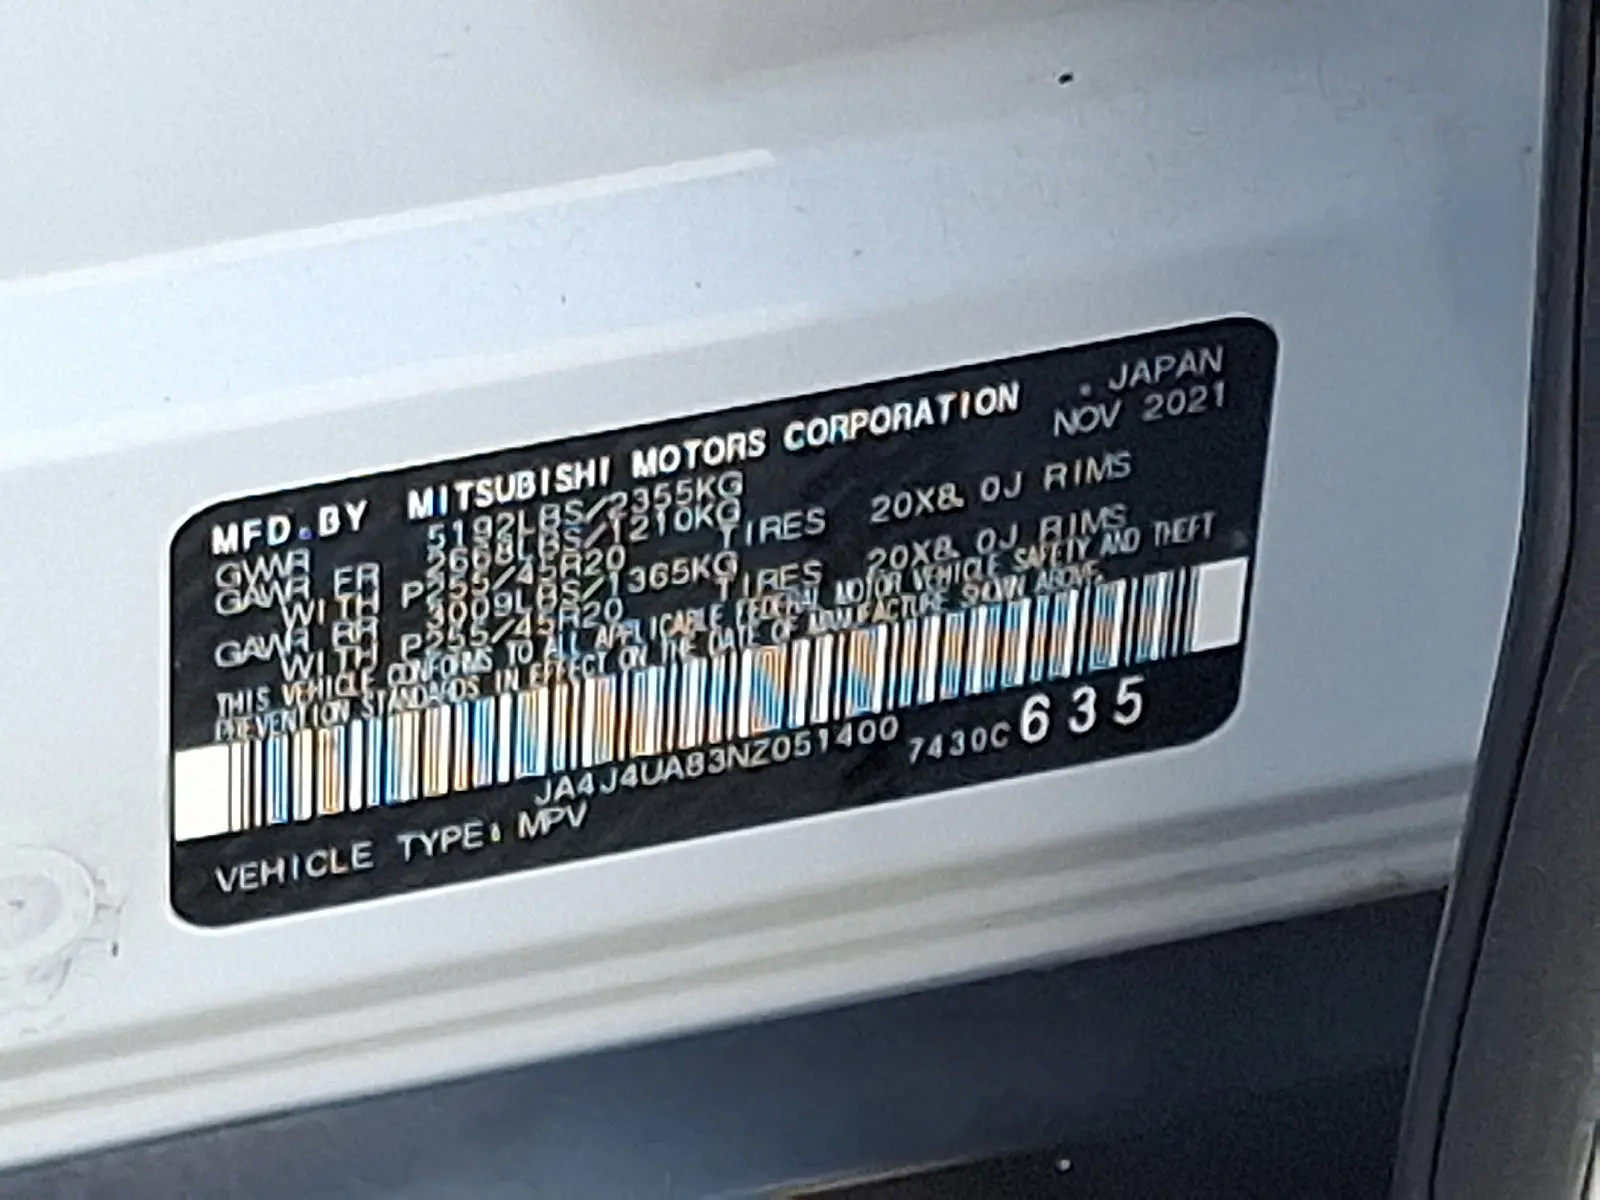 MFD.BY MITSUBISHI MOTORS CORPORATION . JAPAN
NOV 2021
GVWR 5192LBS/2355KG
GAWR FR 2668LBS/1210KG
WITH P255/45R20 TIRES 20X8.0J RIMS
GAWR RR 3009LBS/1365KG
WITH P255/45R20 TIRES 20X8.0J RIMS
THIS VEHICLE CONFORMS TO ALL APPLICABLE FEDERAL MOTOR VEHICLE SAFETY AND THEFT
PREVENTION STANDARDS IN EFFECT ON THE DATE OF MANUFACTURE SHOWN ABOVE.
JA4J4UA83NZ051400 7430C 635
VEHICLE TYPE: MPV